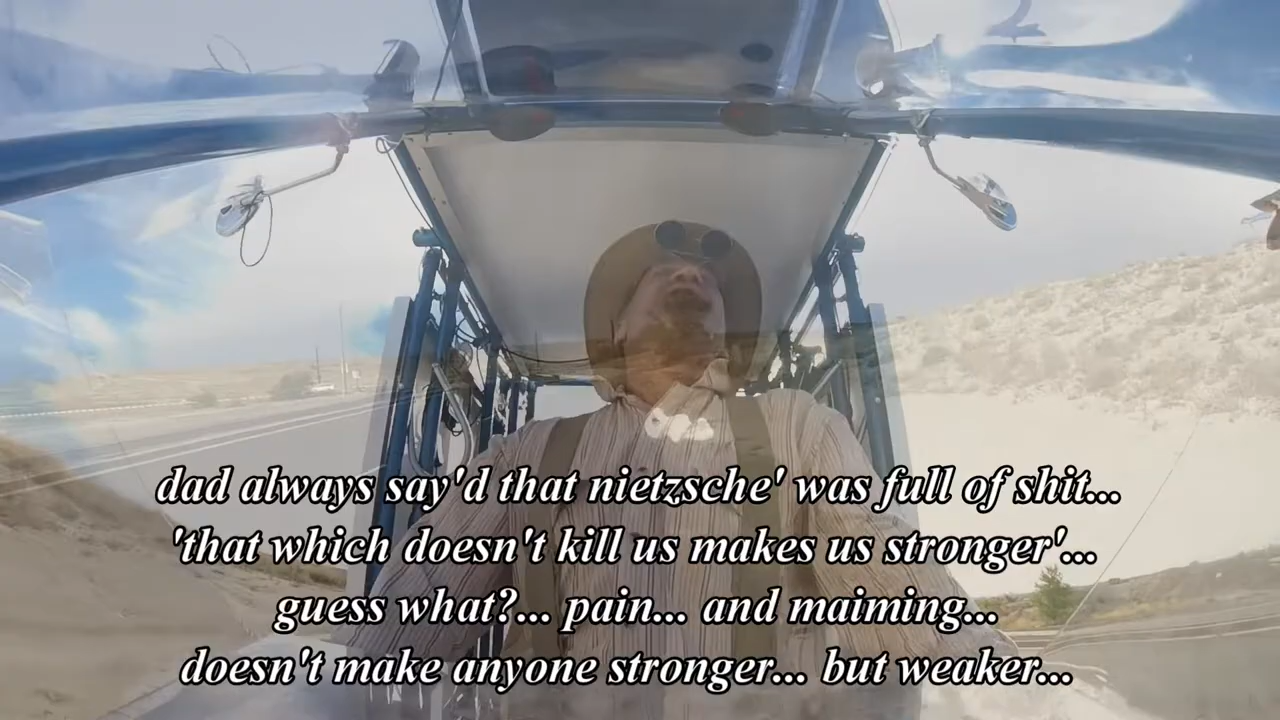 dad always say'd that nietzsche' was full of shit...
'that which doesn't kill us makes us stronger'...
guess what?... pain... and maiming...
doesn't make anyone stronger... but weaker...